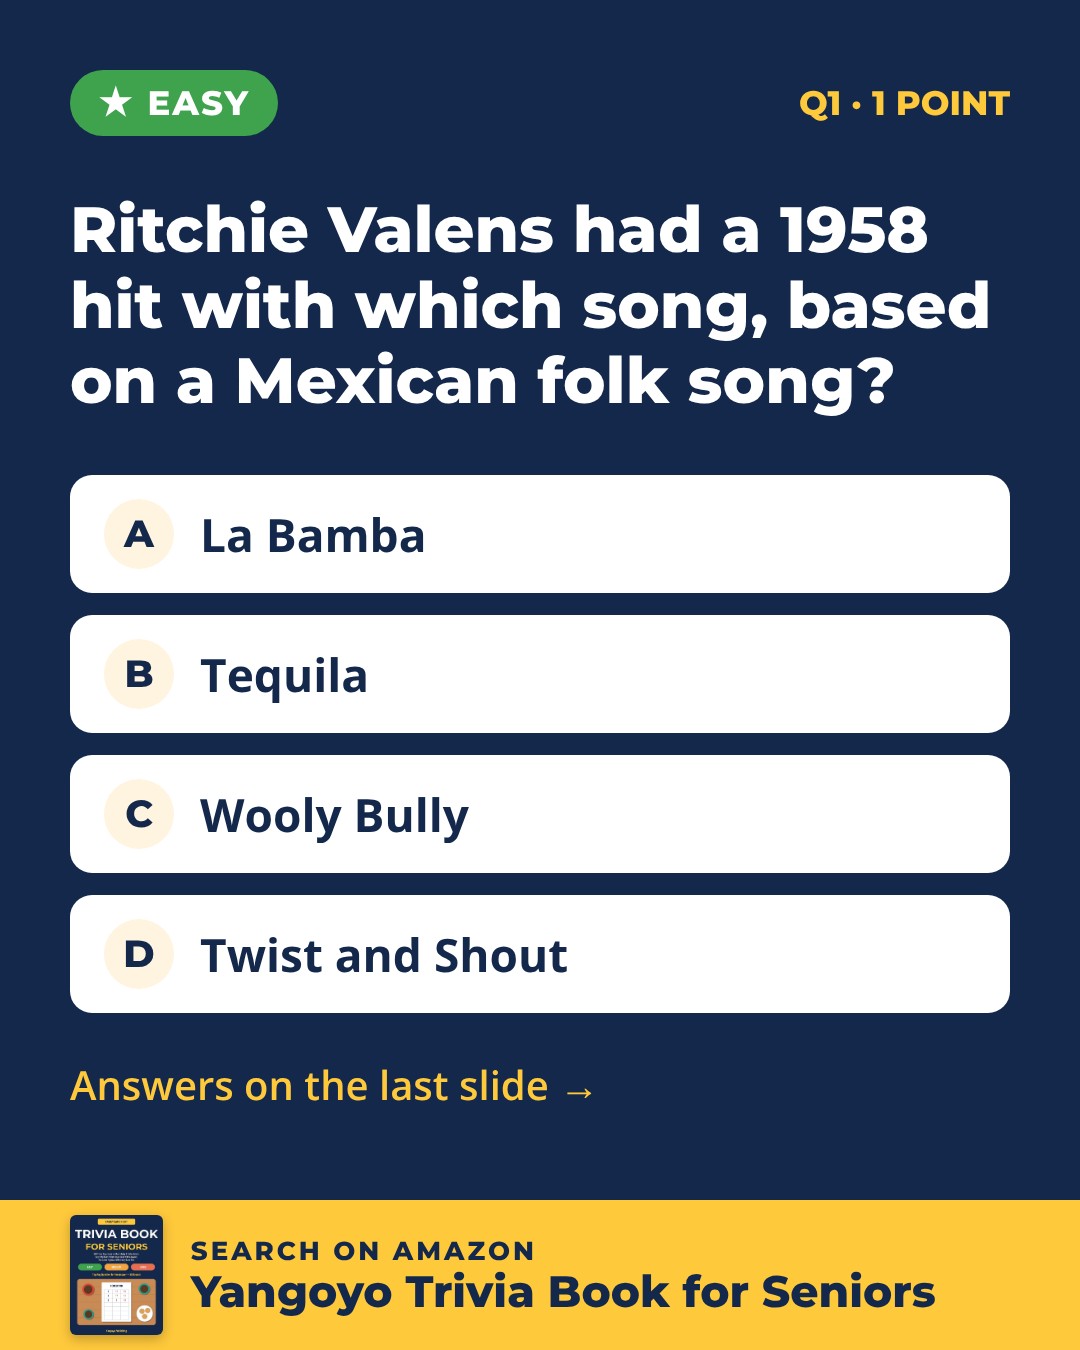 ★ EASY
Q1 · 1 POINT
Ritchie Valens had a 1958
hit with which song, based
on a Mexican folk song?
A La Bamba
B Tequila
C Wooly Bully
D Twist and Shout
Answers on the last slide →
TRIVIA BOOK
FOR SENIORS
SEARCH ON AMAZON
Yangoyo Trivia Book for Seniors